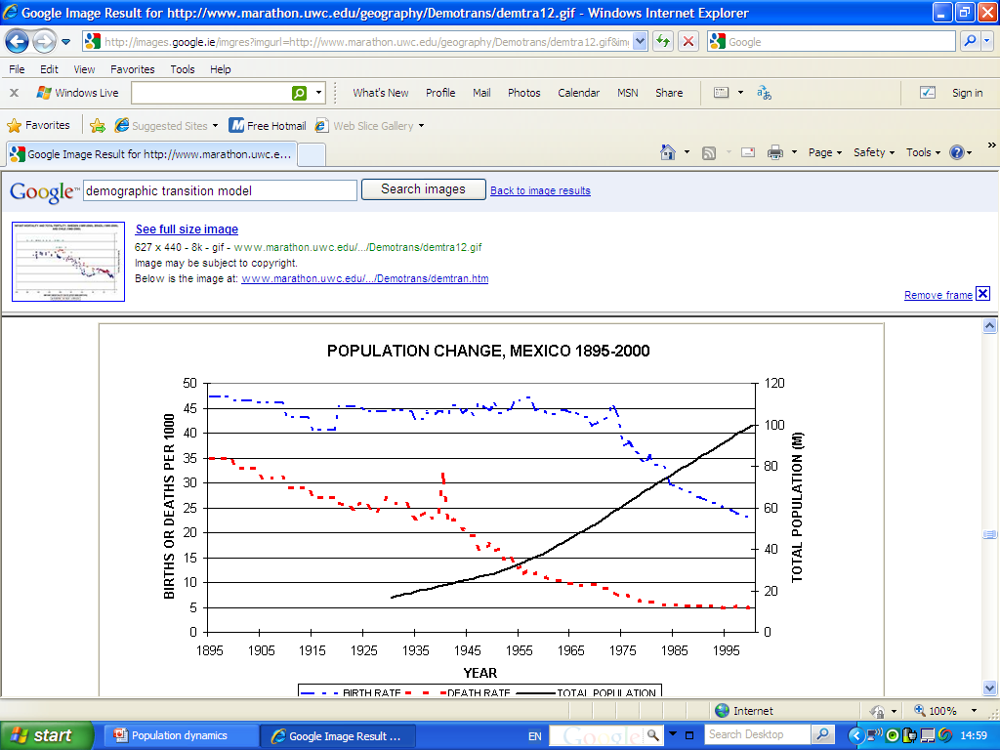 Google Image Result for http://www.marathon.uwc.edu/geography/Demotrans/demtra12.gif - Windows Internet Explorer
http://images.google.ie/imgres?imgurl=http://www.marathon.uwc.edu/geography/Demotrans/demtra12.gif&im
Google
File Edit View Favorites Tools Help
Windows Live What's New Profile Mail Photos Calendar MSN Share Sign in
Favorites Suggested Sites Free Hotmail Web Slice Gallery
Google Image Result for http://www.marathon.uwc.e... Page Safety Tools
Google™ demographic transition model Search images Back to image results
See full size image
627 x 440 - 8k - gif - www.marathon.uwc.edu/.../Demotrans/demtra12.gif
Image may be subject to copyright.
Below is the image at: www.marathon.uwc.edu/.../Demotrans/demtran.htm
Remove frame
POPULATION CHANGE, MEXICO 1895-2000
BIRTHS OR DEATHS PER 1000
50
45
40
35
30
25
20
15
10
5
0
120
100
80
60
40
20
0
TOTAL POPULATION (M)
1895 1905 1915 1925 1935 1945 1955 1965 1975 1985 1995
YEAR
BIRTH RATE DEATH RATE TOTAL POPULATION
Internet 100%
start Population dynamics Google Image Result ... EN Google Search Desktop 14:59